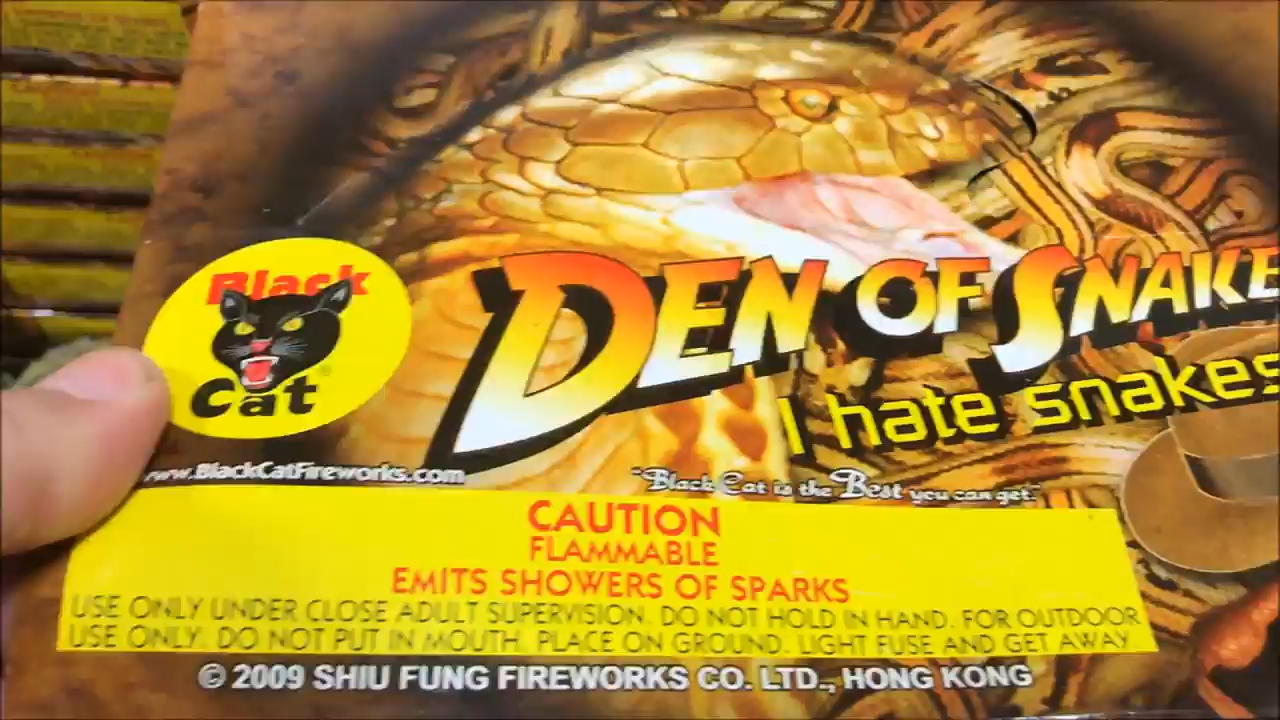 Black
Cat
DEN OF SNAKE
I hate snakes
www.BlackCatFireworks.com
"Black Cat is the Best you can get."
CAUTION
FLAMMABLE
EMITS SHOWERS OF SPARKS
USE ONLY UNDER CLOSE ADULT SUPERVISION. DO NOT HOLD IN HAND. FOR OUTDOOR
USE ONLY. DO NOT PUT IN MOUTH. PLACE ON GROUND. LIGHT FUSE AND GET AWAY.
© 2009 SHIU FUNG FIREWORKS CO. LTD., HONG KONG